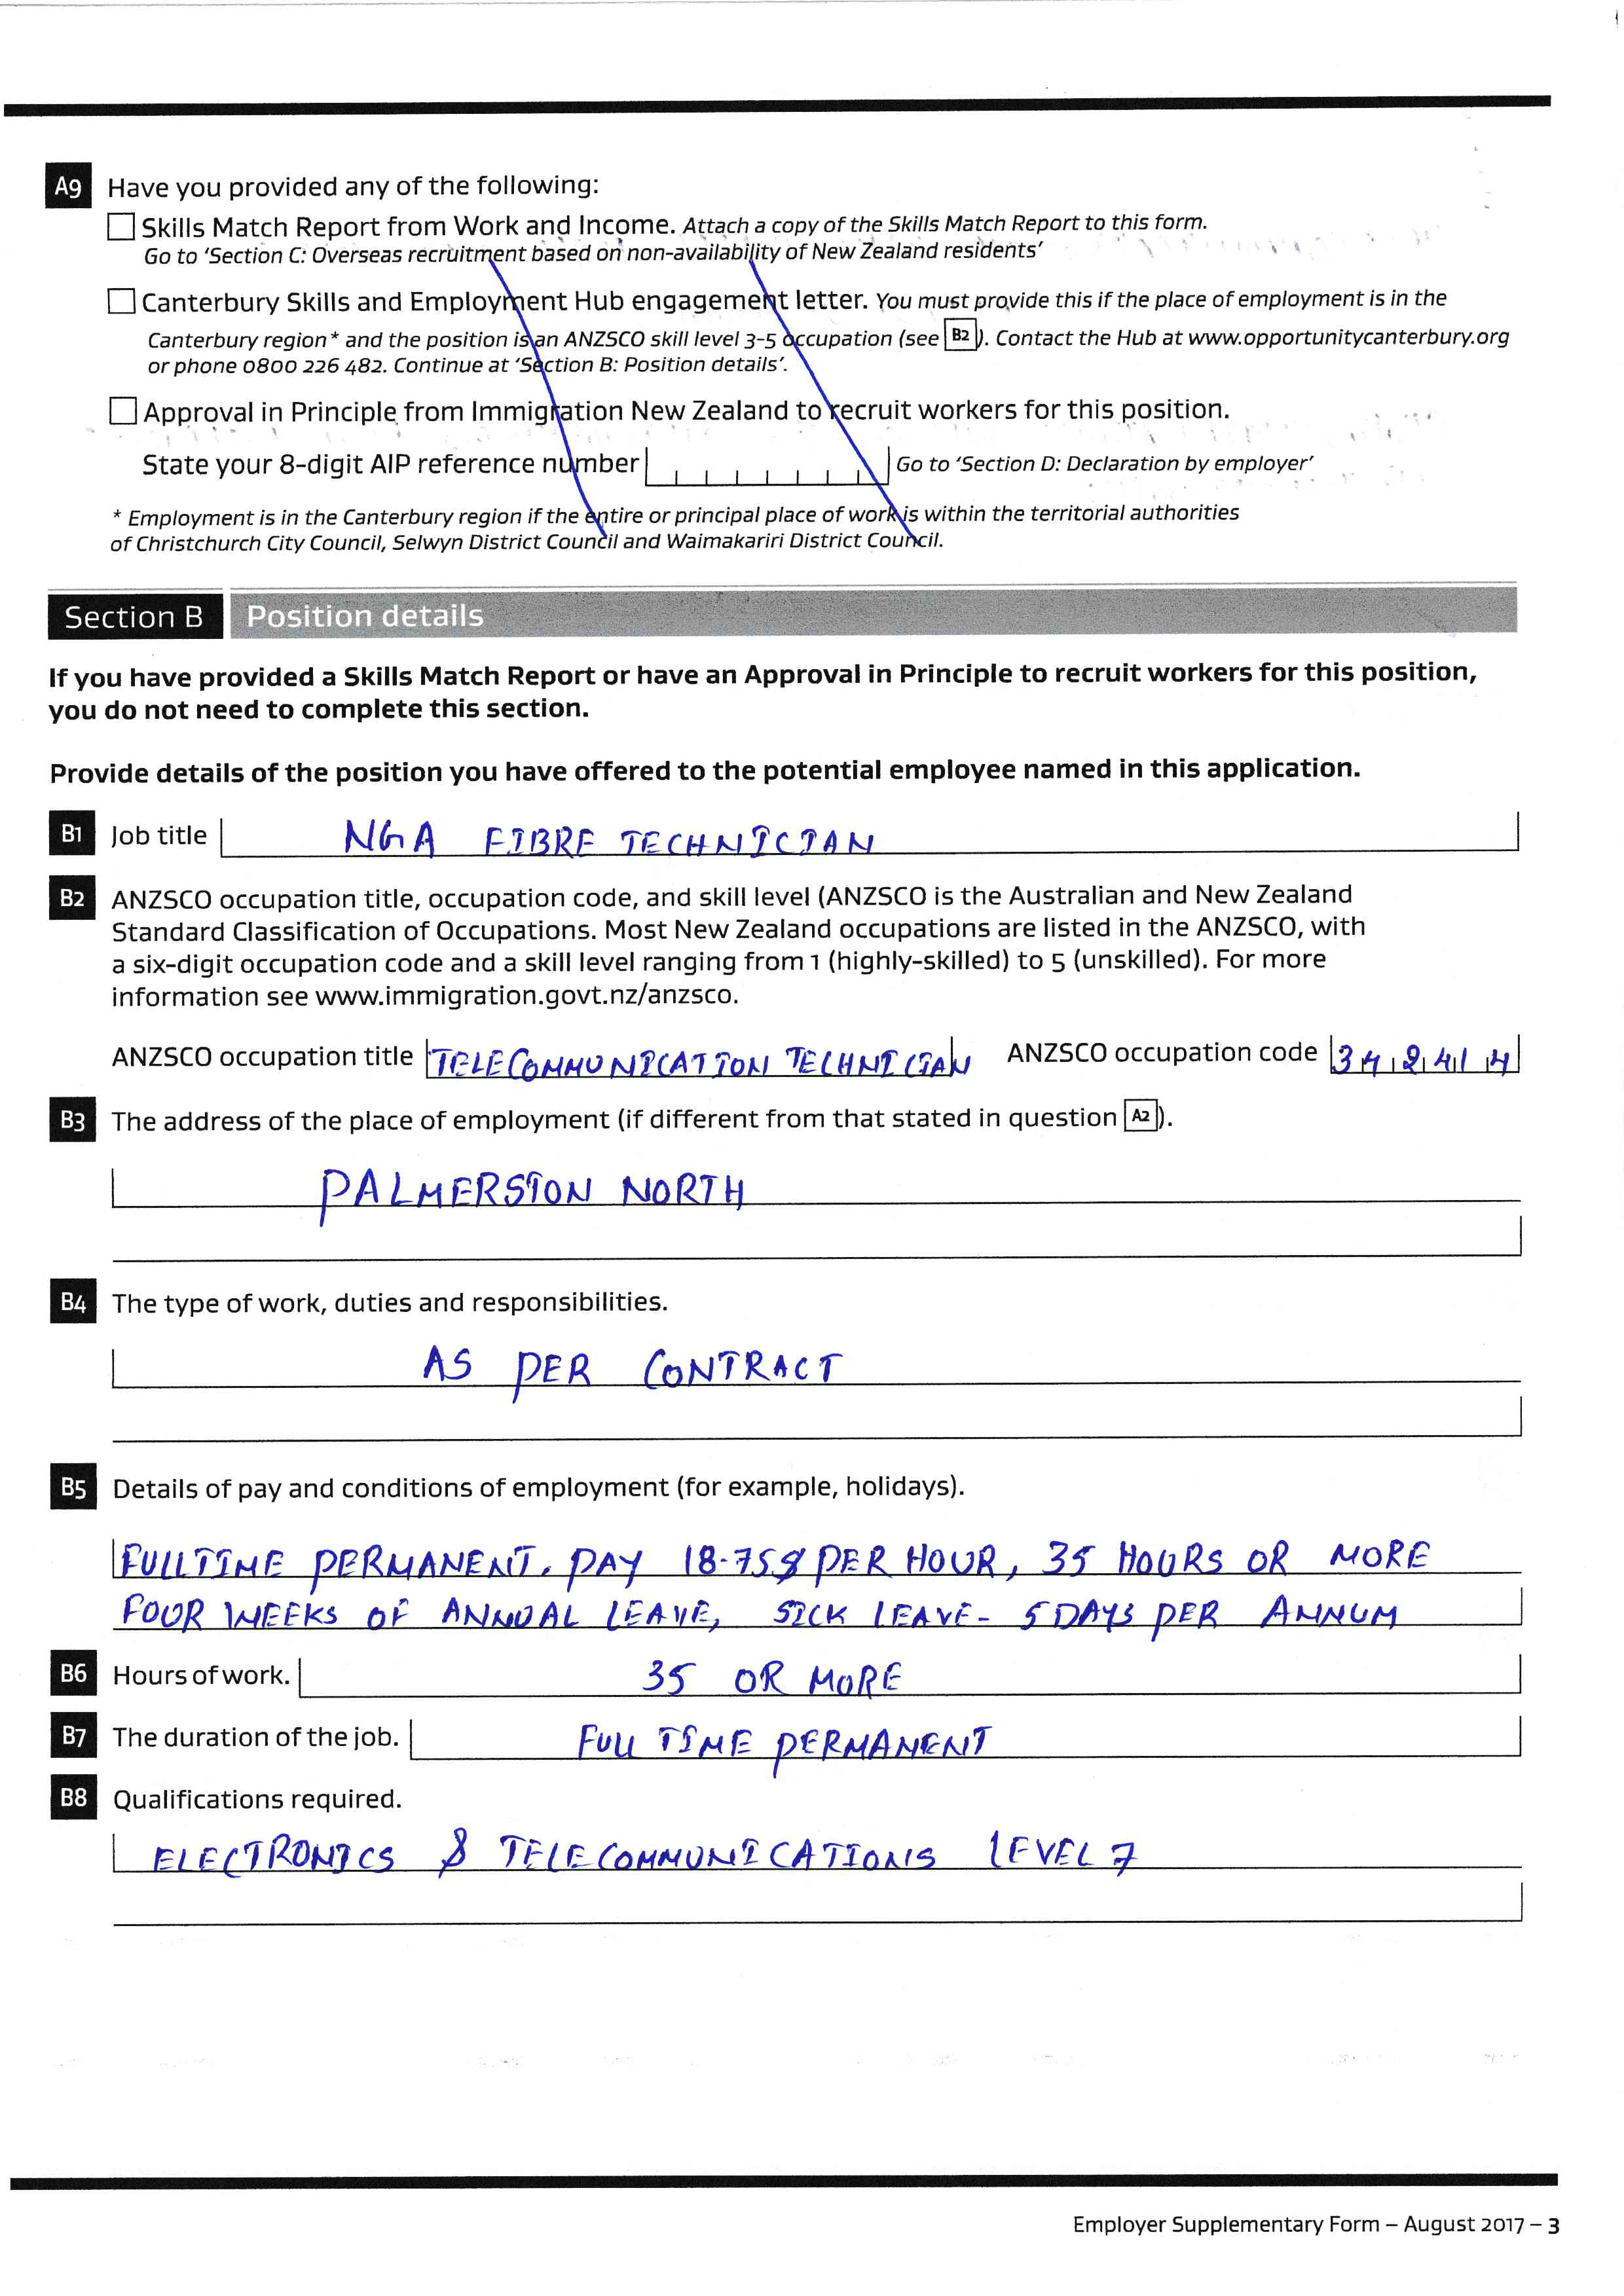 A9 Have you provided any of the following:
Skills Match Report from Work and Income. Attach a copy of the Skills Match Report to this form.
Go to ‘Section C: Overseas recruitment based on non-availability of New Zealand residents’
Canterbury Skills and Employment Hub engagement letter. You must provide this if the place of employment is in the
Canterbury region* and the position is an ANZSCO skill level 3-5 occupation (see B2). Contact the Hub at www.opportunitycanterbury.org
or phone 0800 226 482. Continue at ‘Section B: Position details’.
Approval in Principle from Immigration New Zealand to recruit workers for this position.
State your 8-digit AIP reference number Go to ‘Section D: Declaration by employer’
* Employment is in the Canterbury region if the entire or principal place of work is within the territorial authorities
of Christchurch City Council, Selwyn District Council and Waimakariri District Council.
Section B Position details
If you have provided a Skills Match Report or have an Approval in Principle to recruit workers for this position,
you do not need to complete this section.
Provide details of the position you have offered to the potential employee named in this application.
B1 Job title NGA FIBRE TECHNICIAN
B2 ANZSCO occupation title, occupation code, and skill level (ANZSCO is the Australian and New Zealand
Standard Classification of Occupations. Most New Zealand occupations are listed in the ANZSCO, with
a six-digit occupation code and a skill level ranging from 1 (highly-skilled) to 5 (unskilled). For more
information see www.immigration.govt.nz/anzsco.
ANZSCO occupation title TELECOMMUNICATION TECHNICIAN ANZSCO occupation code 342414
B3 The address of the place of employment (if different from that stated in question A2).
PALMERSTON NORTH
B4 The type of work, duties and responsibilities.
AS PER CONTRACT
B5 Details of pay and conditions of employment (for example, holidays).
FULLTIME PERMANENT. PAY 18.75$ PER HOUR, 35 HOURS OR MORE
FOUR WEEKS OF ANNUAL LEAVE, SICK LEAVE- 5 DAYS PER ANNUM
B6 Hours of work. 35 OR MORE
B7 The duration of the job. FULL TIME PERMANENT
B8 Qualifications required.
ELECTRONICS & TELECOMMUNICATIONS LEVEL 7
Employer Supplementary Form – August 2017 – 3